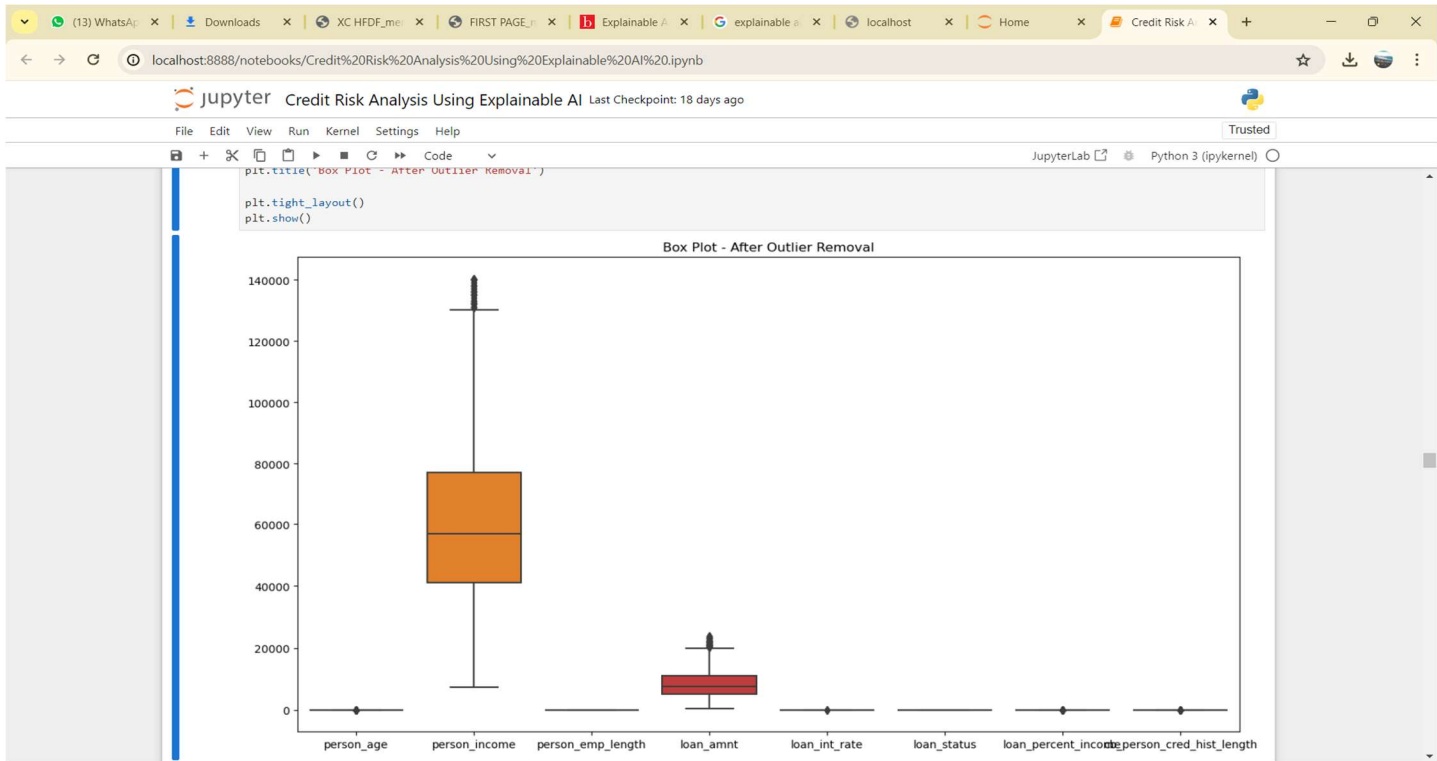 (13) WhatsAp
Downloads
XC HFDF_me
FIRST PAGE_n
Explainable A
explainable a
localhost
Home
Credit Risk A
localhost:8888/notebooks/Credit%20Risk%20Analysis%20Using%20Explainable%20AI%20.ipynb
jupyter Credit Risk Analysis Using Explainable AI Last Checkpoint: 18 days ago
File Edit View Run Kernel Settings Help
Trusted
Code
JupyterLab
Python 3 (ipykernel)
plt.title('Box Plot - After Outlier Removal')
plt.tight_layout()
plt.show()
Box Plot - After Outlier Removal
140000
120000
100000
80000
60000
40000
20000
0
person_age person_income person_emp_length loan_amnt loan_int_rate loan_status loan_percent_income person_cred_hist_length